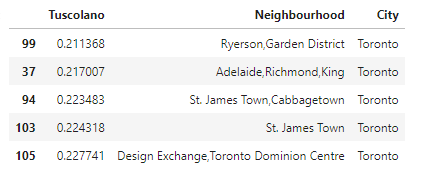 Tuscolano Neighbourhood City
99 0.211368 Ryerson,Garden District Toronto
37 0.217007 Adelaide,Richmond,King Toronto
94 0.223483 St. James Town,Cabbagetown Toronto
103 0.224318 St. James Town Toronto
105 0.227741 Design Exchange,Toronto Dominion Centre Toronto